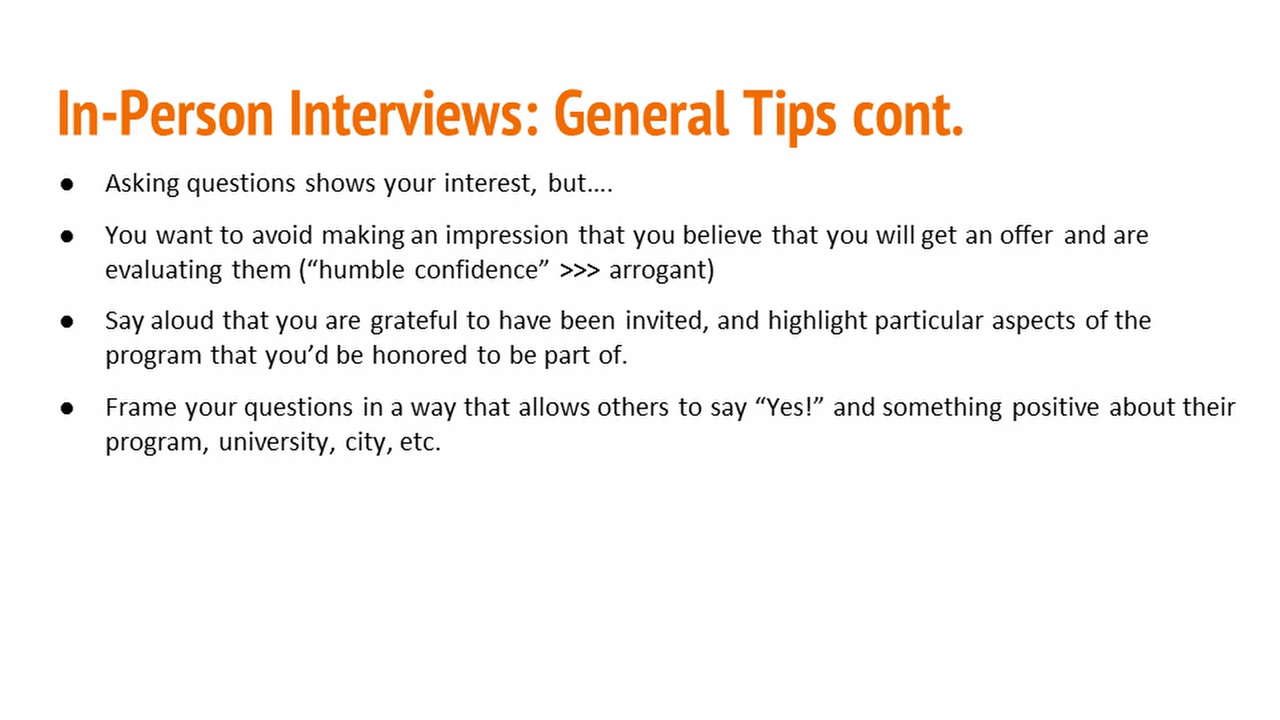 In-Person Interviews: General Tips cont.
● Asking questions shows your interest, but....
● You want to avoid making an impression that you believe that you will get an offer and are
evaluating them (“humble confidence” >>> arrogant)
● Say aloud that you are grateful to have been invited, and highlight particular aspects of the
program that you’d be honored to be part of.
● Frame your questions in a way that allows others to say “Yes!” and something positive about their
program, university, city, etc.